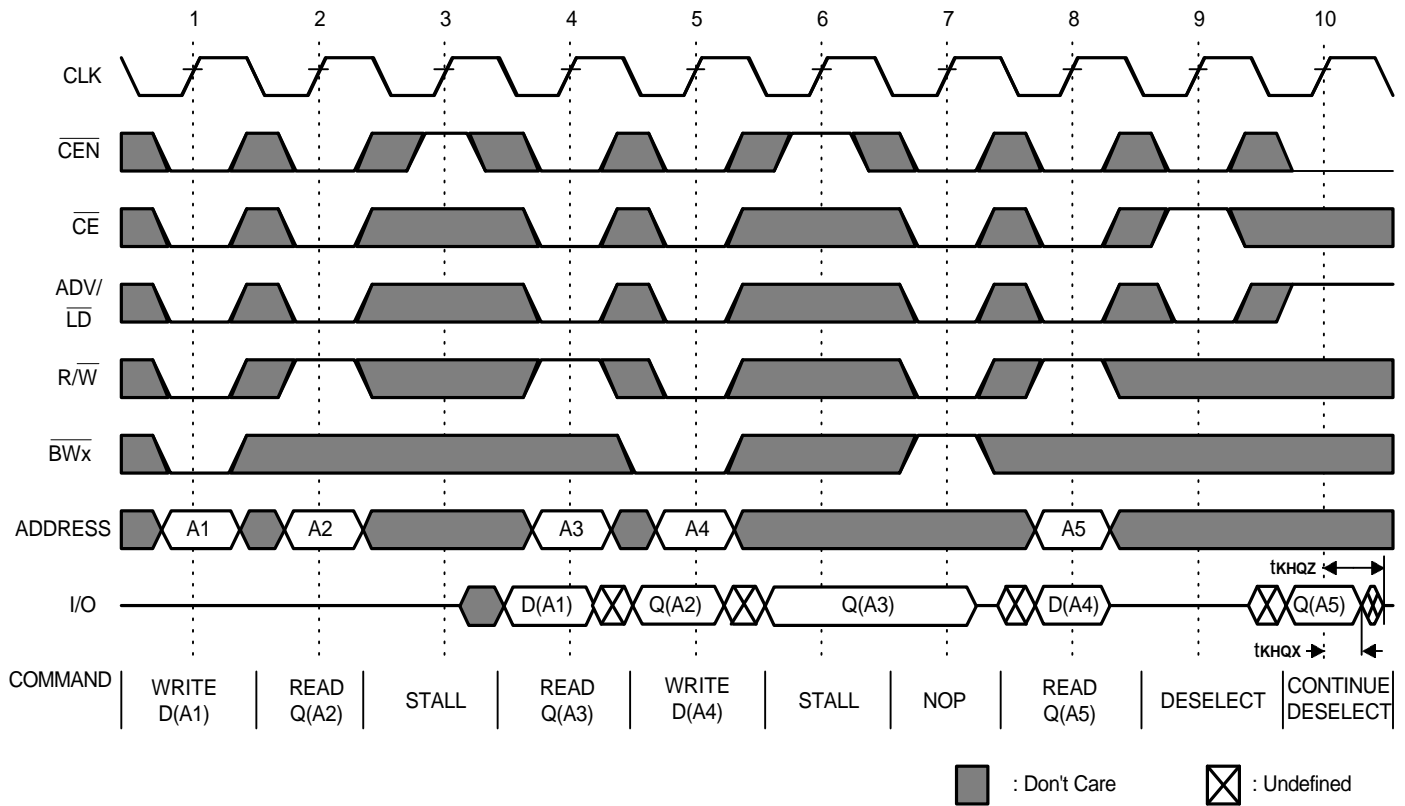 1 2 3 4 5 6 7 8 9 10
CLK
CEN
CE
ADV/
LD
R/W
BWx
ADDRESS A1 A2 A3 A4 A5
tKHQZ
I/O D(A1) Q(A2) Q(A3) D(A4) Q(A5)
tKHQX
COMMAND WRITE D(A1) READ Q(A2) STALL READ Q(A3) WRITE D(A4) STALL NOP READ Q(A5) DESELECT CONTINUE DESELECT
: Don't Care : Undefined